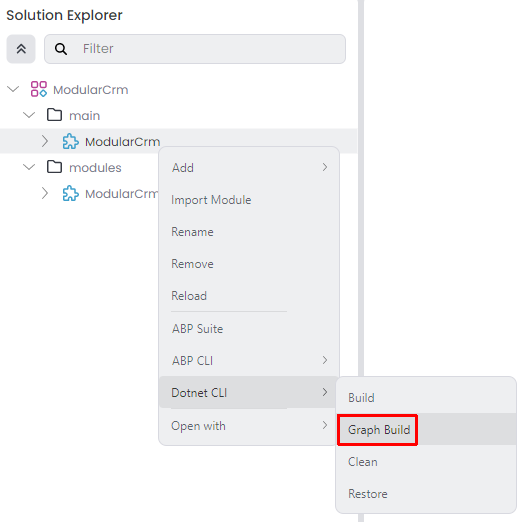 Solution Explorer
Filter
ModularCrm
main
ModularCrm
modules
ModularCrm
Add
Import Module
Rename
Remove
Reload
ABP Suite
ABP CLI
Dotnet CLI
Open with
Build
Graph Build
Clean
Restore